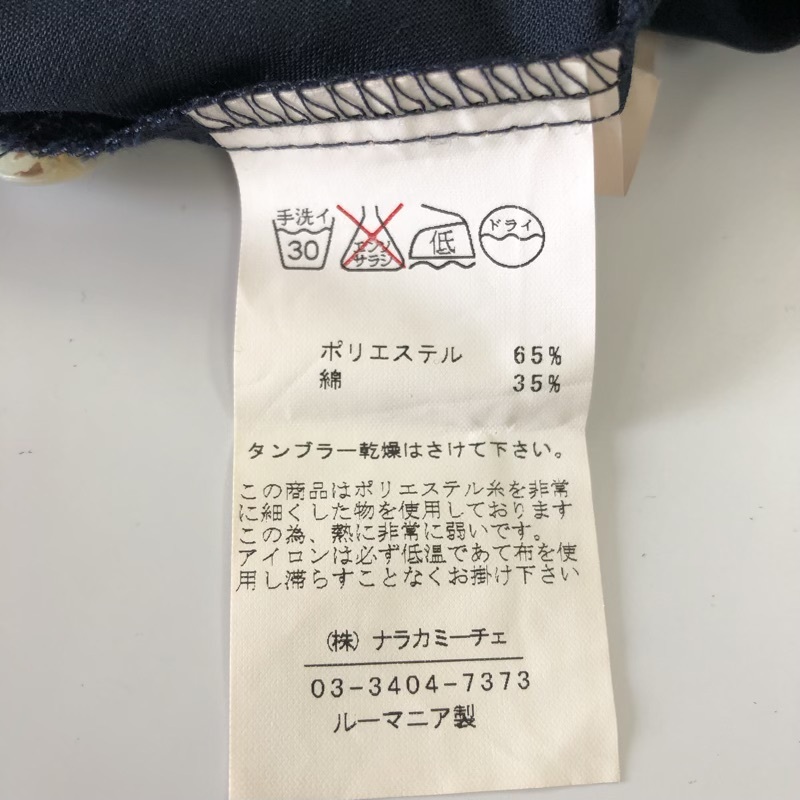 手洗イ
30
エンソ
サラシ
低
ドライ
ポリエステル 65%
綿 35%
タンブラー乾燥はさけて下さい。
この商品はポリエステル糸を非常
に細くした物を使用しております
この為、熱に非常に弱いです。
アイロンは必ず低温であて布を使
用し滞らすことなくお掛け下さい
(株) ナラカミーチェ
03-3404-7373
ルーマニア製